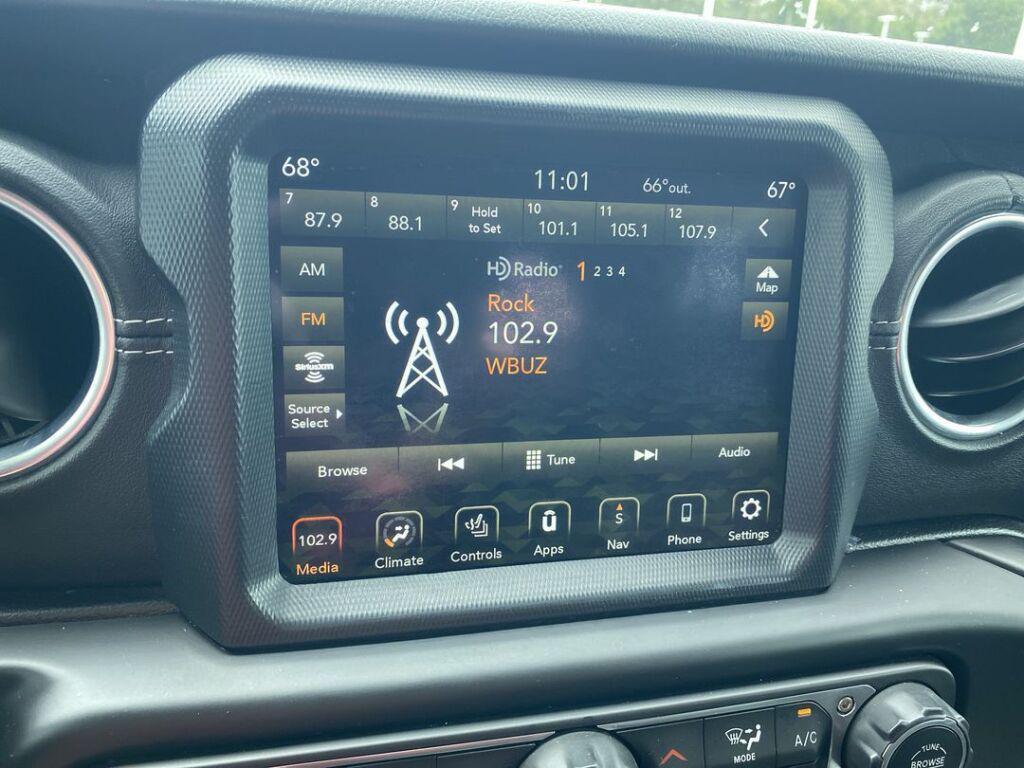 68° 11:01 66°out. 67°
7 87.9 8 88.1 9 Hold to Set 10 101.1 11 105.1 12 107.9
AM
HD Radio 1 2 3 4
Map
FM
Rock
HD
102.9
SiriusXM
WBUZ
Source
Select
Browse Tune Audio
102.9 S
Media Climate Controls Apps Nav Phone Settings
MODE A/C TUNE
BROWSE